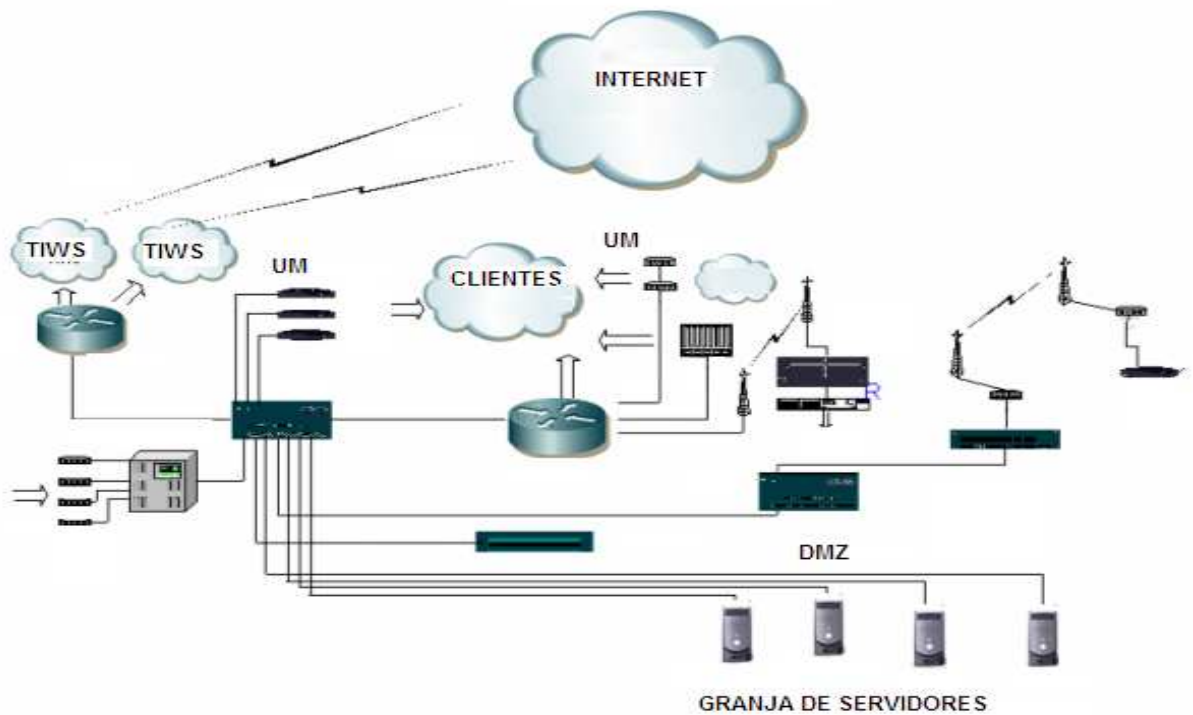 INTERNET
TIWS
TIWS
UM
CLIENTES
UM
R
DMZ
GRANJA DE SERVIDORES